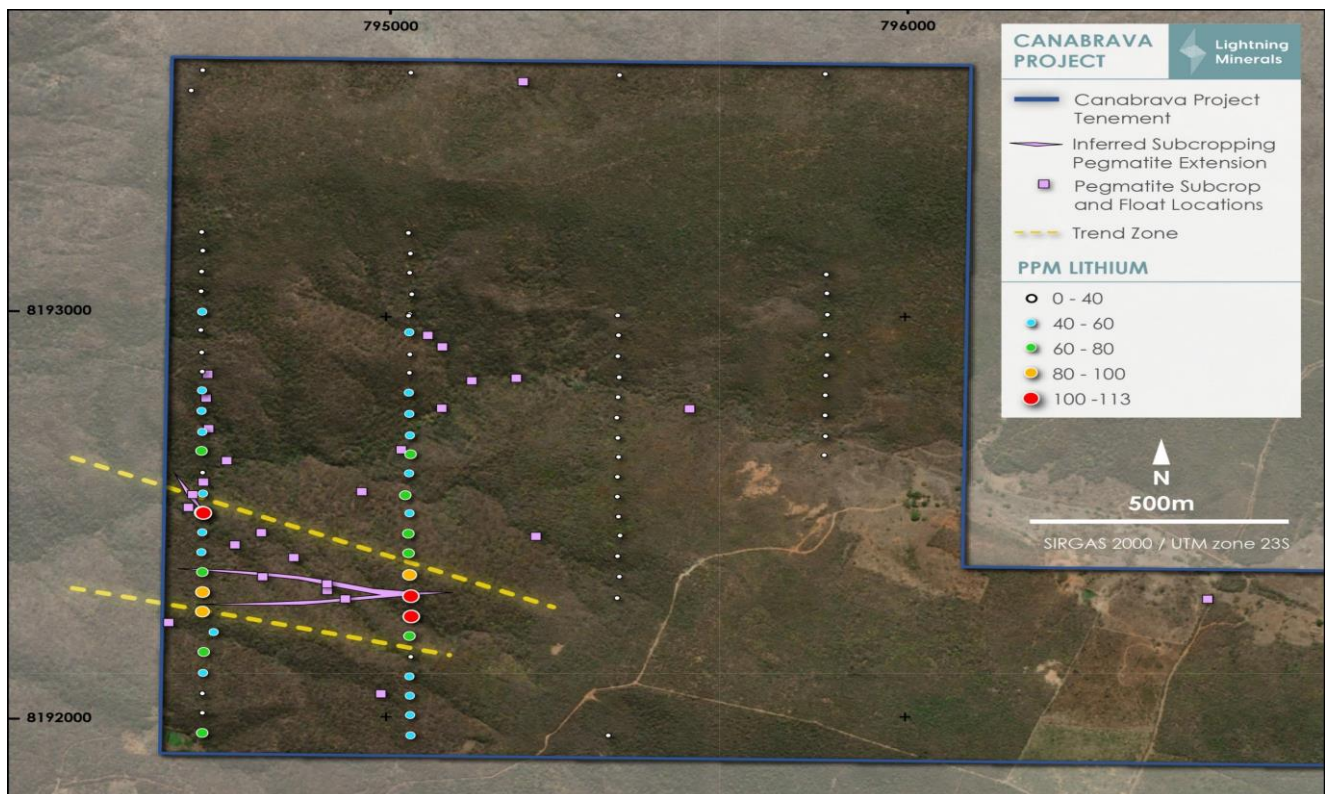 795000
796000
CANABRAVA
PROJECT
Lightning
Minerals
Canabrava Project
Tenement
Inferred Subcropping
Pegmatite Extension
Pegmatite Subcrop
and Float Locations
Trend Zone
PPM LITHIUM
0 - 40
40 - 60
60 - 80
80 - 100
100 -113
8193000
N
500m
SIRGAS 2000 / UTM zone 23S
8192000